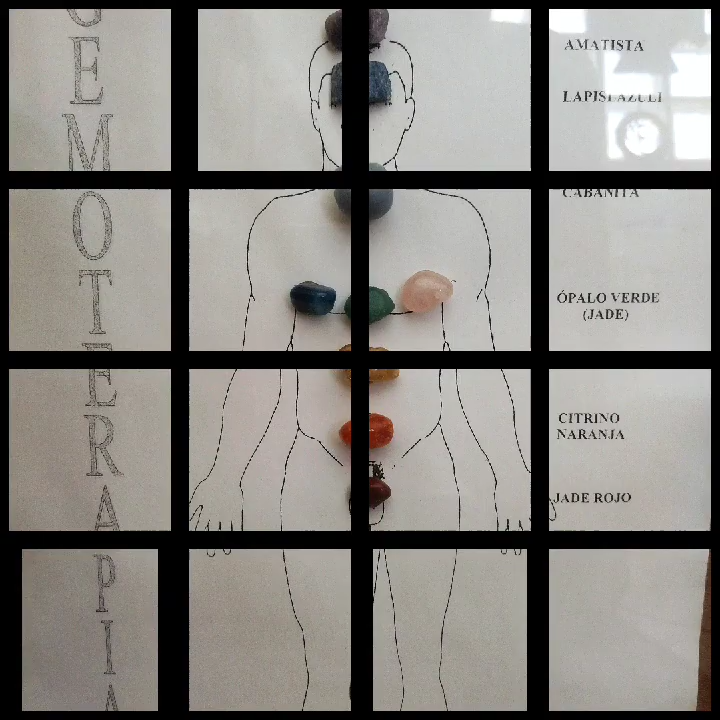 GEMOTERAPIA
AMATISTA
LAPISLAZULI
CABANITA
ÓPALO VERDE
(JADE)
CITRINO
NARANJA
JADE ROJO